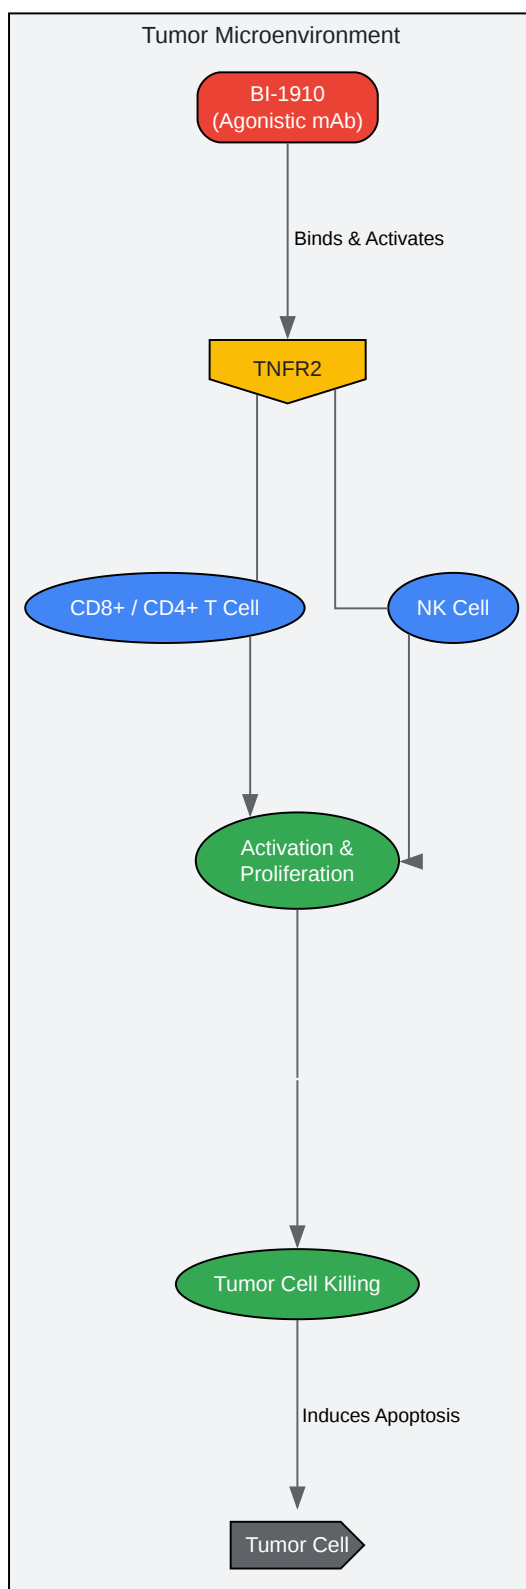 Tumor Microenvironment
BI-1910
(Agonistic mAb)
Binds & Activates
TNFR2
CD8+ / CD4+ T Cell
NK Cell
Activation &
Proliferation
Tumor Cell Killing
Induces Apoptosis
Tumor Cell